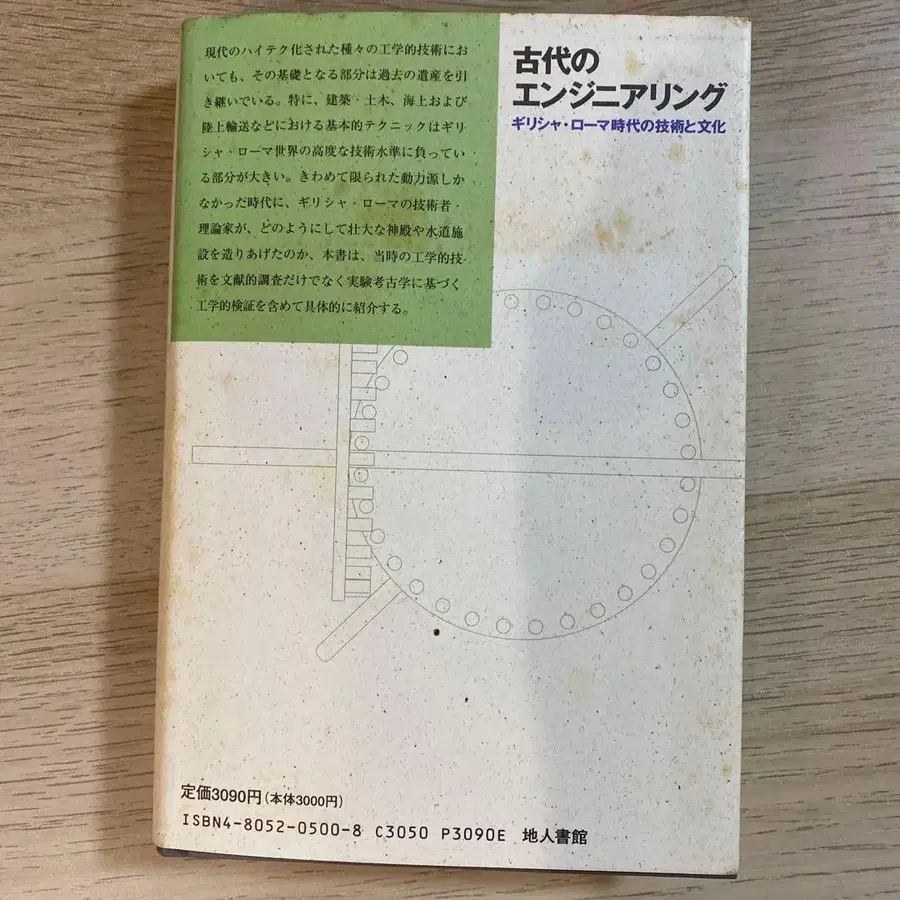 現代のハイテク化された種々の工学的技術にお
いても、その基礎となる部分は過去の遺産を引
き継いでいる。特に、建築・土木、海上および
陸上輸送などにおける基本的テクニックはギリ
シャ・ローマ世界の高度な技術水準に負ってい
る部分が大きい。きわめて限られた動力源しか
なかった時代に、ギリシャ・ローマの技術者・
理論家が、どのようにして壮大な神殿や水道施
設を造りあげたのか、本書は、当時の工学的技
術を文献的調査だけでなく実験考古学に基づく
工学的検証を含めて具体的に紹介する。
古代の
エンジニアリング
ギリシャ・ローマ時代の技術と文化
定価3090円(本体3000円)
ISBN4-8052-0500-8 C3050 P3090E 地人書館